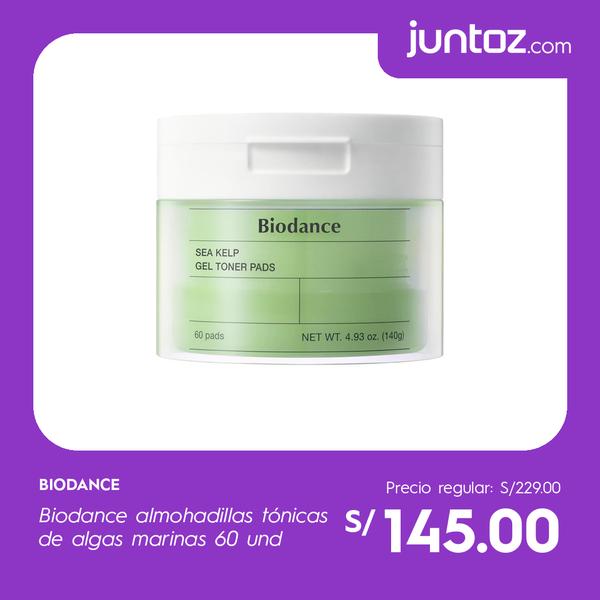 juntoz.com
Biodance
SEA KELP
GEL TONER PADS
60 pads NET WT. 4.93 oz. (140g)
BIODANCE
Biodance almohadillas tónicas
de algas marinas 60 und
Precio regular: S/229.00
S/145.00